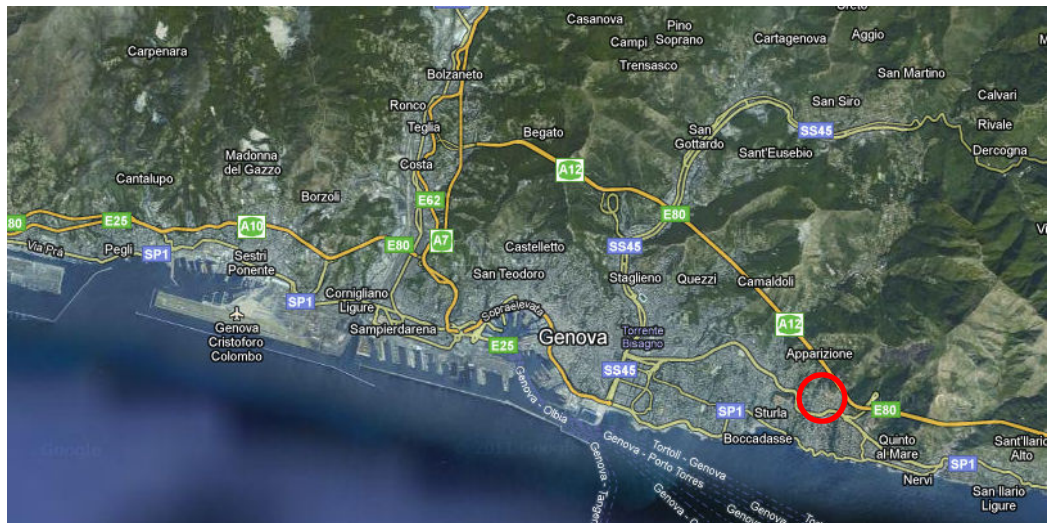 Casanova
Pino
Soprano
Creto
Aggio
Carpenara
Campi
Cartagenova
Trensasco
Bolzaneto
San Martino
Calvari
Ronco
San Siro
Teglia
Begato
San
Gottardo
SS45
Rivale
Sant'Eusebio
Dercogna
Madonna
del Gazzo
Costa
A12
Cantalupo
Borzoli
E62
80
E25
A10
E80
A7
E80
Castelletto
SS45
Via Prà
Pegli
SP1
Sestri
Ponente
San Teodoro
Staglieno
Quezzi
Camaldoli
SP1
Cornigliano
Ligure
Sopraelevata
Genova
Cristoforo
Colombo
Sampierdarena
E25
Genova
Torrente
Bisagno
A12
Apparizione
SS45
Genova - Olbia
SP1
Sturla
E80
Boccadasse
Quinto
al Mare
Sant'Ilario
Alto
Tortolì - Genova
Genova - Porto Torres
SP1
Nervi
San Ilario
Ligure
Genova